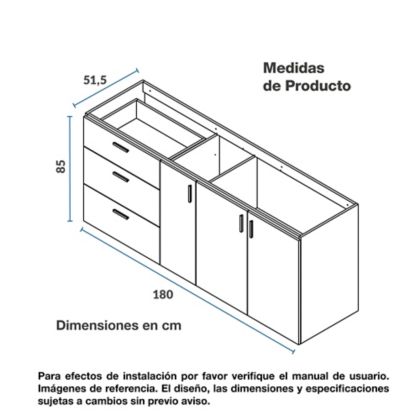 Medidas
de Producto
51,5
85
180
Dimensiones en cm
Para efectos de instalación por favor verifique el manual de usuario.
Imágenes de referencia. El diseño, las dimensiones y especificaciones
sujetas a cambios sin previo aviso.